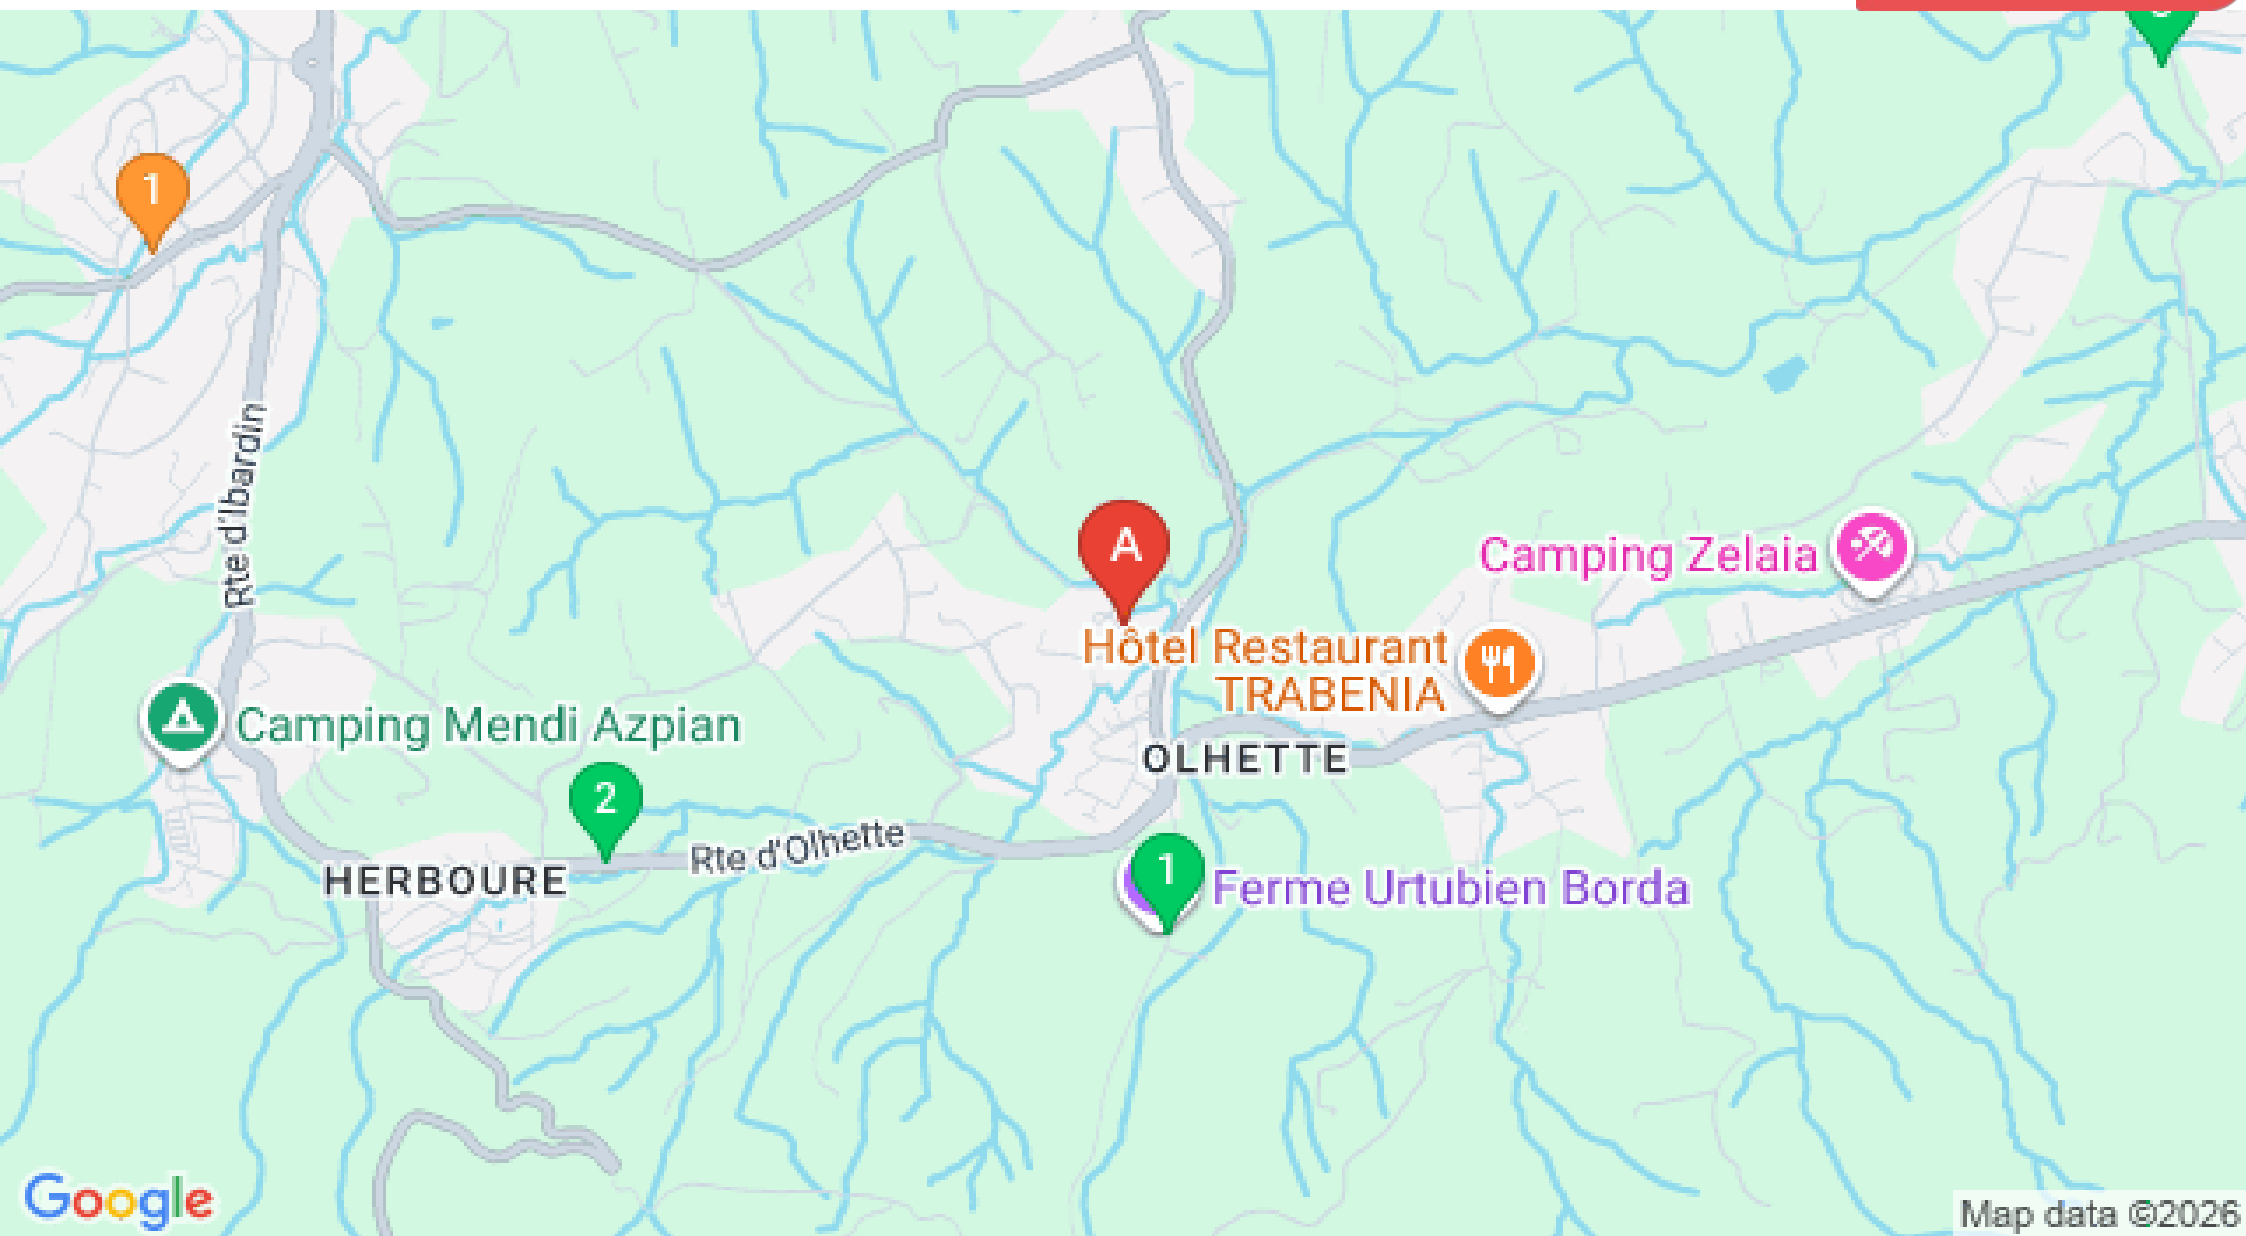 1
Rte d'Ibardin
A
Camping Zelaia
Hôtel Restaurant
TRABENIA
Camping Mendi Azpian
OLHETTE
2
Rte d'Olhette
HERBOURE
1
Ferme Urtubien Borda
Google
Map data ©2026